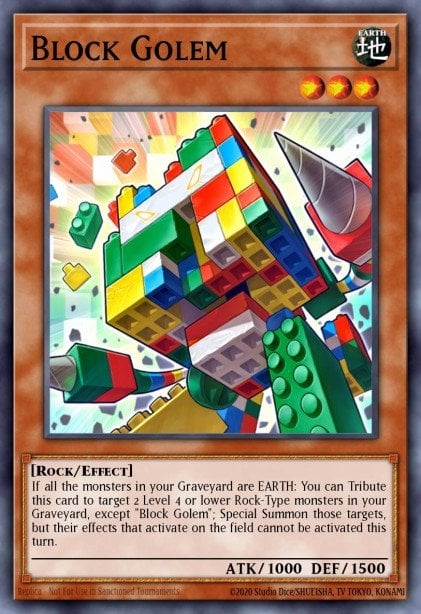 BLOCK GOLEM
EARTH
地
[ROCK/EFFECT]
If all the monsters in your Graveyard are EARTH: You can Tribute
this card to target 2 Level 4 or lower Rock-Type monsters in your
Graveyard, except "Block Golem"; Special Summon those targets,
but their effects that activate on the field cannot be activated this
turn.
ATK/1000 DEF/1500
Replica - Not For Use in Sanctioned Tournaments.
©2020 Studio Dice/SHUEISHA, TV TOKYO, KONAMI